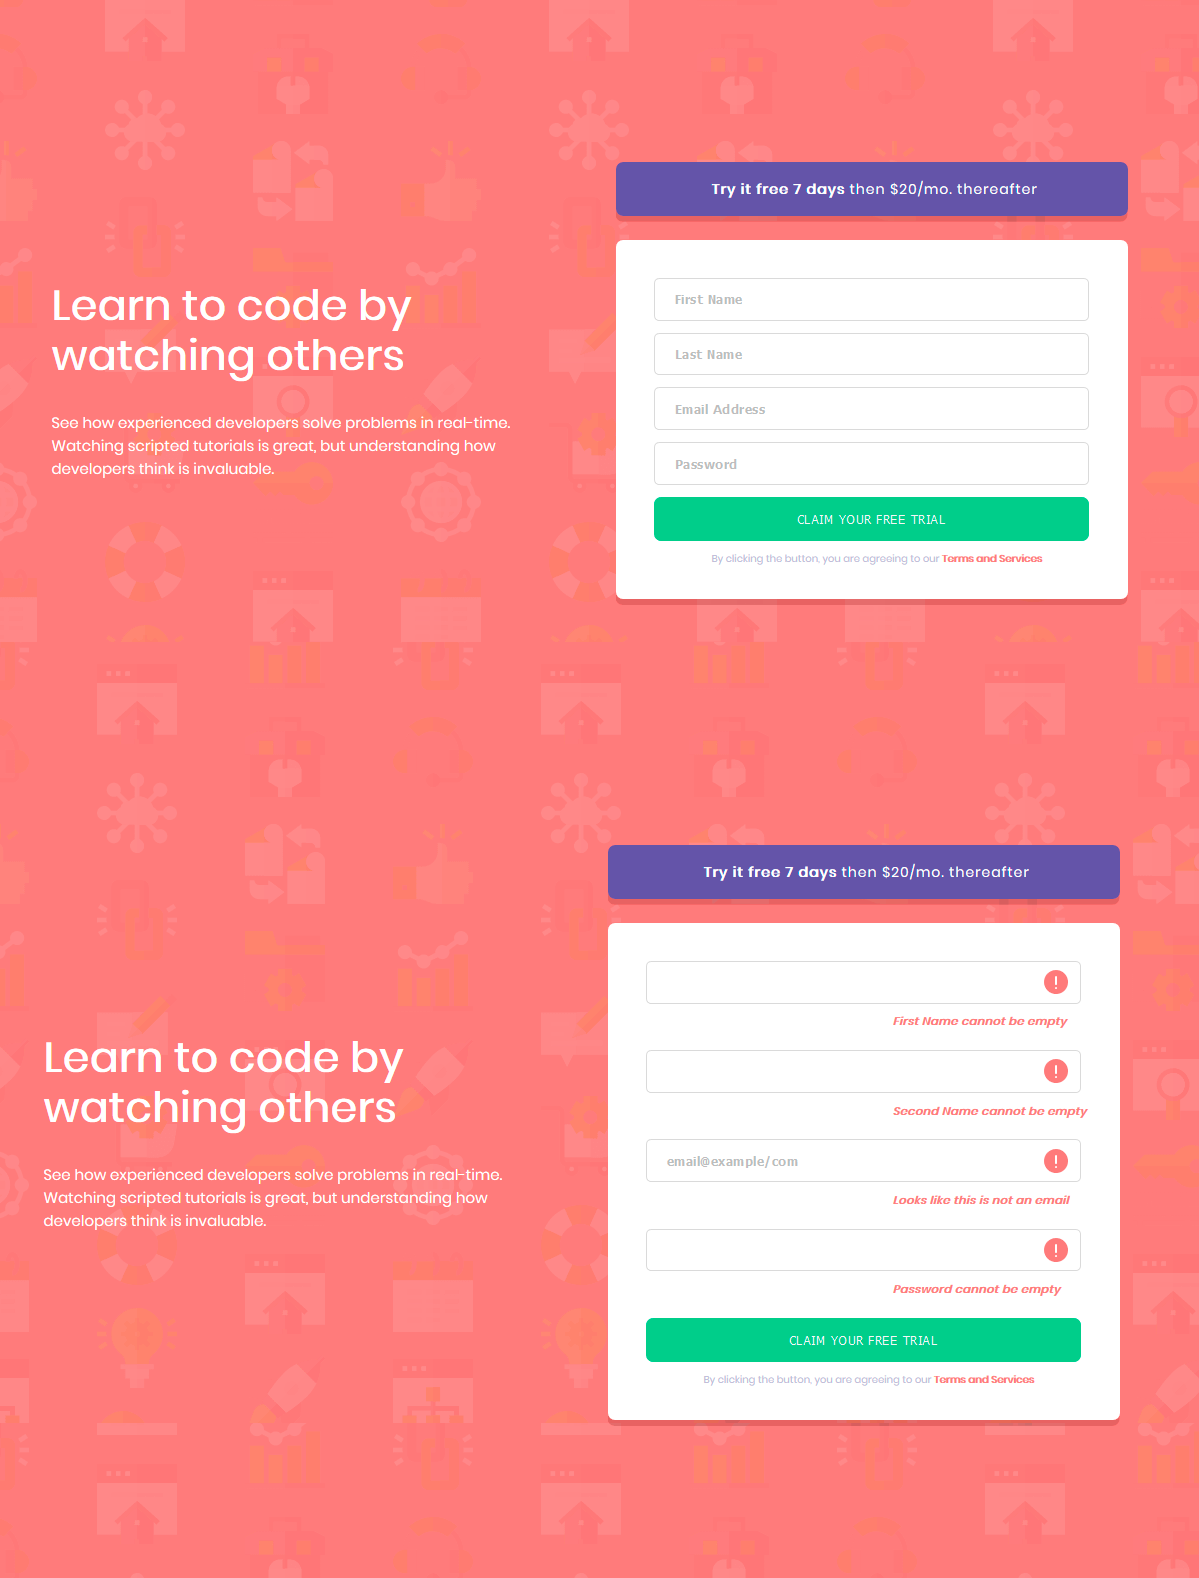 Try it free 7 days then $20/mo. thereafter
Learn to code by
watching others
See how experienced developers solve problems in real-time.
Watching scripted tutorials is great, but understanding how
developers think is invaluable.
First Name
Last Name
Email Address
Password
CLAIM YOUR FREE TRIAL
By clicking the button, you are agreeing to our Terms and Services
Try it free 7 days then $20/mo. thereafter
Learn to code by
watching others
See how experienced developers solve problems in real-time.
Watching scripted tutorials is great, but understanding how
developers think is invaluable.
First Name cannot be empty
Second Name cannot be empty
email@example/com
Looks like this is not an email
Password cannot be empty
CLAIM YOUR FREE TRIAL
By clicking the button, you are agreeing to our Terms and Services